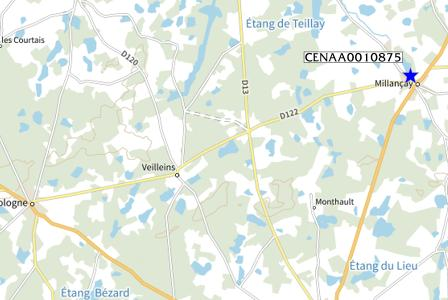 Étang de Teillay
les Courtais
D120
CENAA0010875
D13
Millançay
D122
Veilleins
ologne
Monthault
Étang du Lieu
Étang Bézard